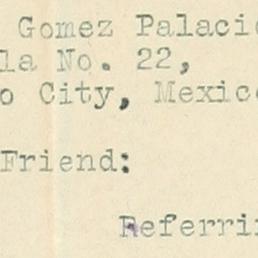 Gomez Palacio
la No. 22,
o City, Mexico
Friend:
Referrin